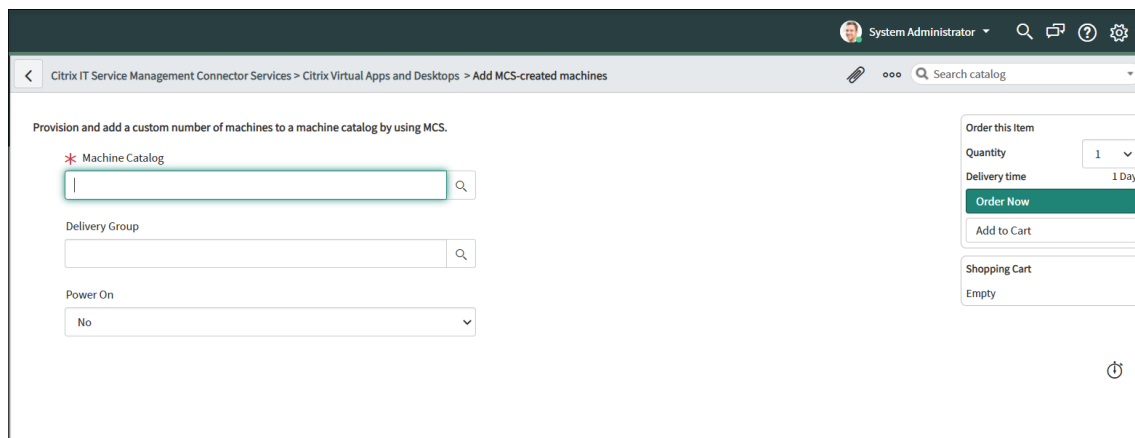 System Administrator
Citrix IT Service Management Connector Services > Citrix Virtual Apps and Desktops > Add MCS-created machines
Search catalog
Provision and add a custom number of machines to a machine catalog by using MCS.
Machine Catalog
Delivery Group
Power On
No
Order this Item
Quantity 1
Delivery time 1 Day
Order Now
Add to Cart
Shopping Cart
Empty